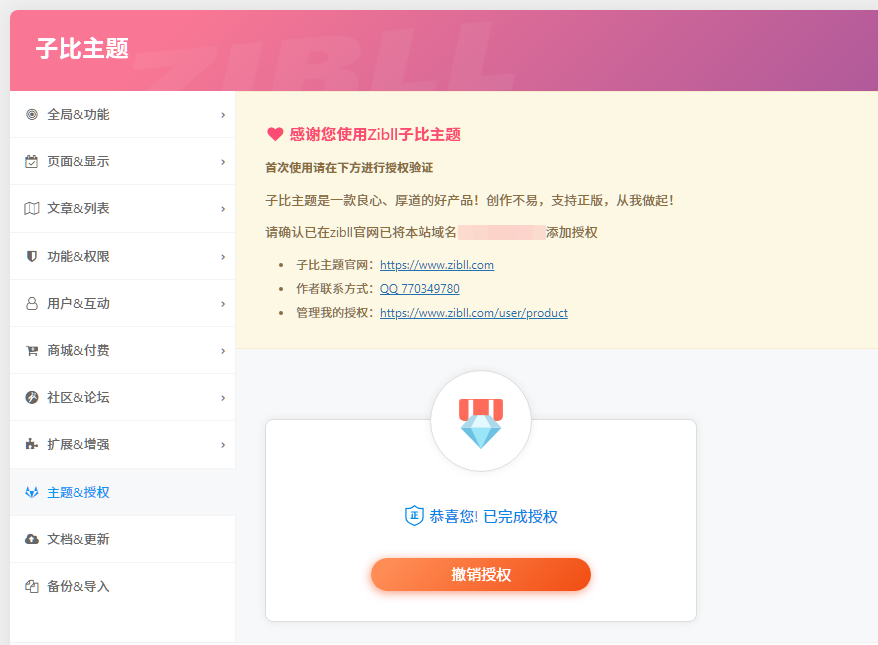 子比主题
ZIBLL
全局&功能
页面&显示
文章&列表
功能&权限
用户&互动
商城&付费
社区&论坛
扩展&增强
主题&授权
文档&更新
备份&导入
感谢您使用Zibll子比主题
首次使用请在下方进行授权验证
子比主题是一款良心、厚道的好产品！创作不易，支持正版，从我做起！
请确认已在zibll官网已将本站域名 添加授权
子比主题官网：https://www.zibll.com
作者联系方式：QQ 770349780
管理我的授权：https://www.zibll.com/user/product
正 恭喜您! 已完成授权
撤销授权